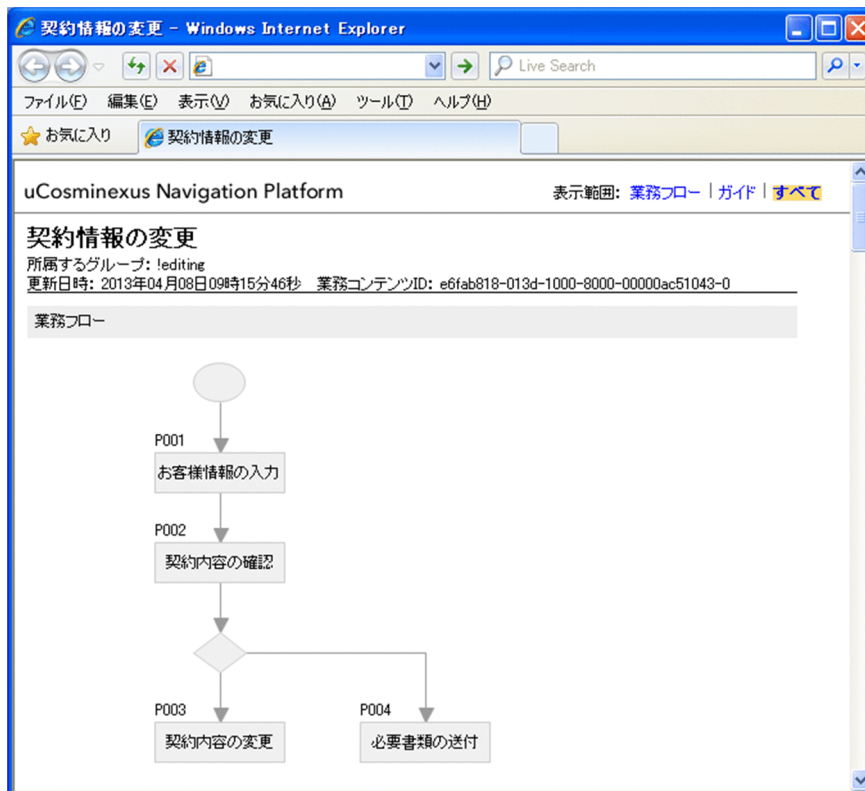 契約情報の変更 - Windows Internet Explorer
Live Search
ファイル(F) 編集(E) 表示(V) お気に入り(A) ツール(T) ヘルプ(H)
お気に入り 契約情報の変更
uCosminexus Navigation Platform 表示範囲: 業務フロー | ガイド | すべて
契約情報の変更
所属するグループ: !editing
更新日時: 2013年04月08日09時15分46秒 業務コンテンツID: e6fab818-013d-1000-8000-00000ac51043-0
業務フロー
P001
お客様情報の入力
P002
契約内容の確認
P003 P004
契約内容の変更 必要書類の送付